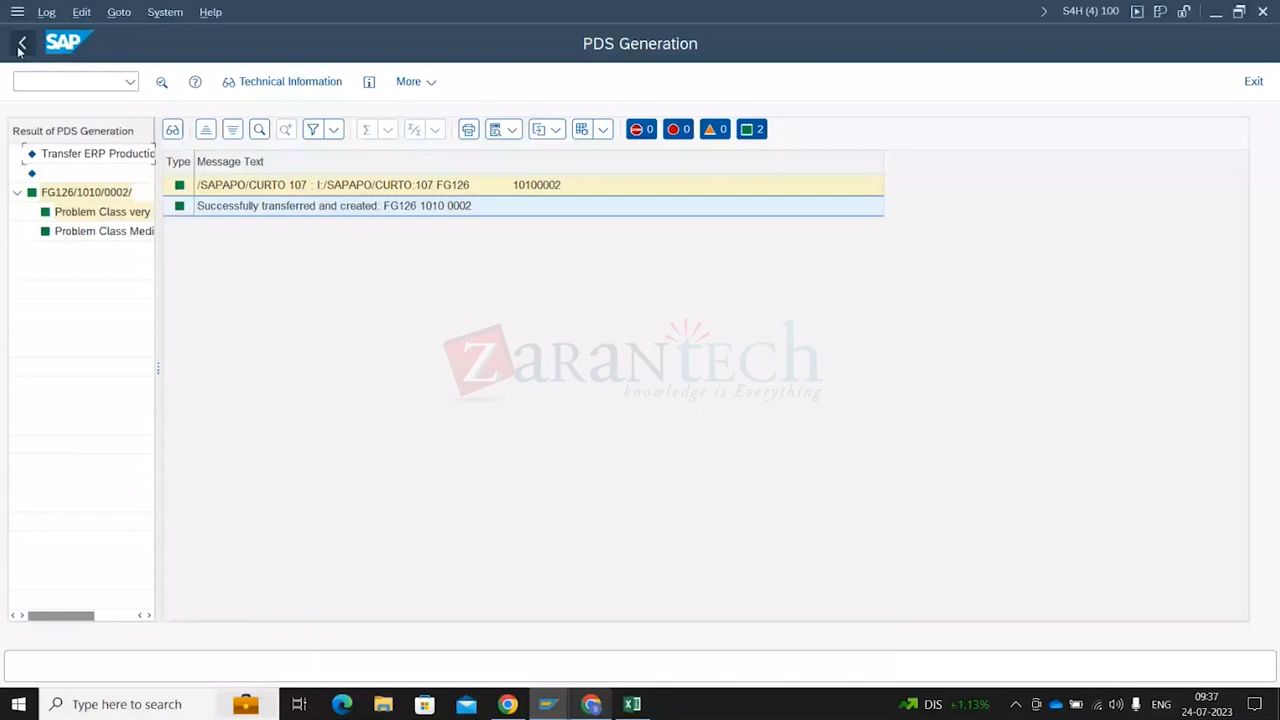 Log Edit Goto System Help S4H (4) 100
SAP PDS Generation
Technical Information More Exit
Result of PDS Generation 0 0 0 2
Type Message Text
Transfer ERP Productio
/SAPAPO/CURTO 107 : I:/SAPAPO/CURTO:107 FG126 10100002
FG126/1010/0002/
Successfully transferred and created: FG126 1010 0002
Problem Class very
Problem Class Medi
ZARANTECH
knowledge is Everything
Type here to search DIS +1.13% ENG 09:37
24-07-2023